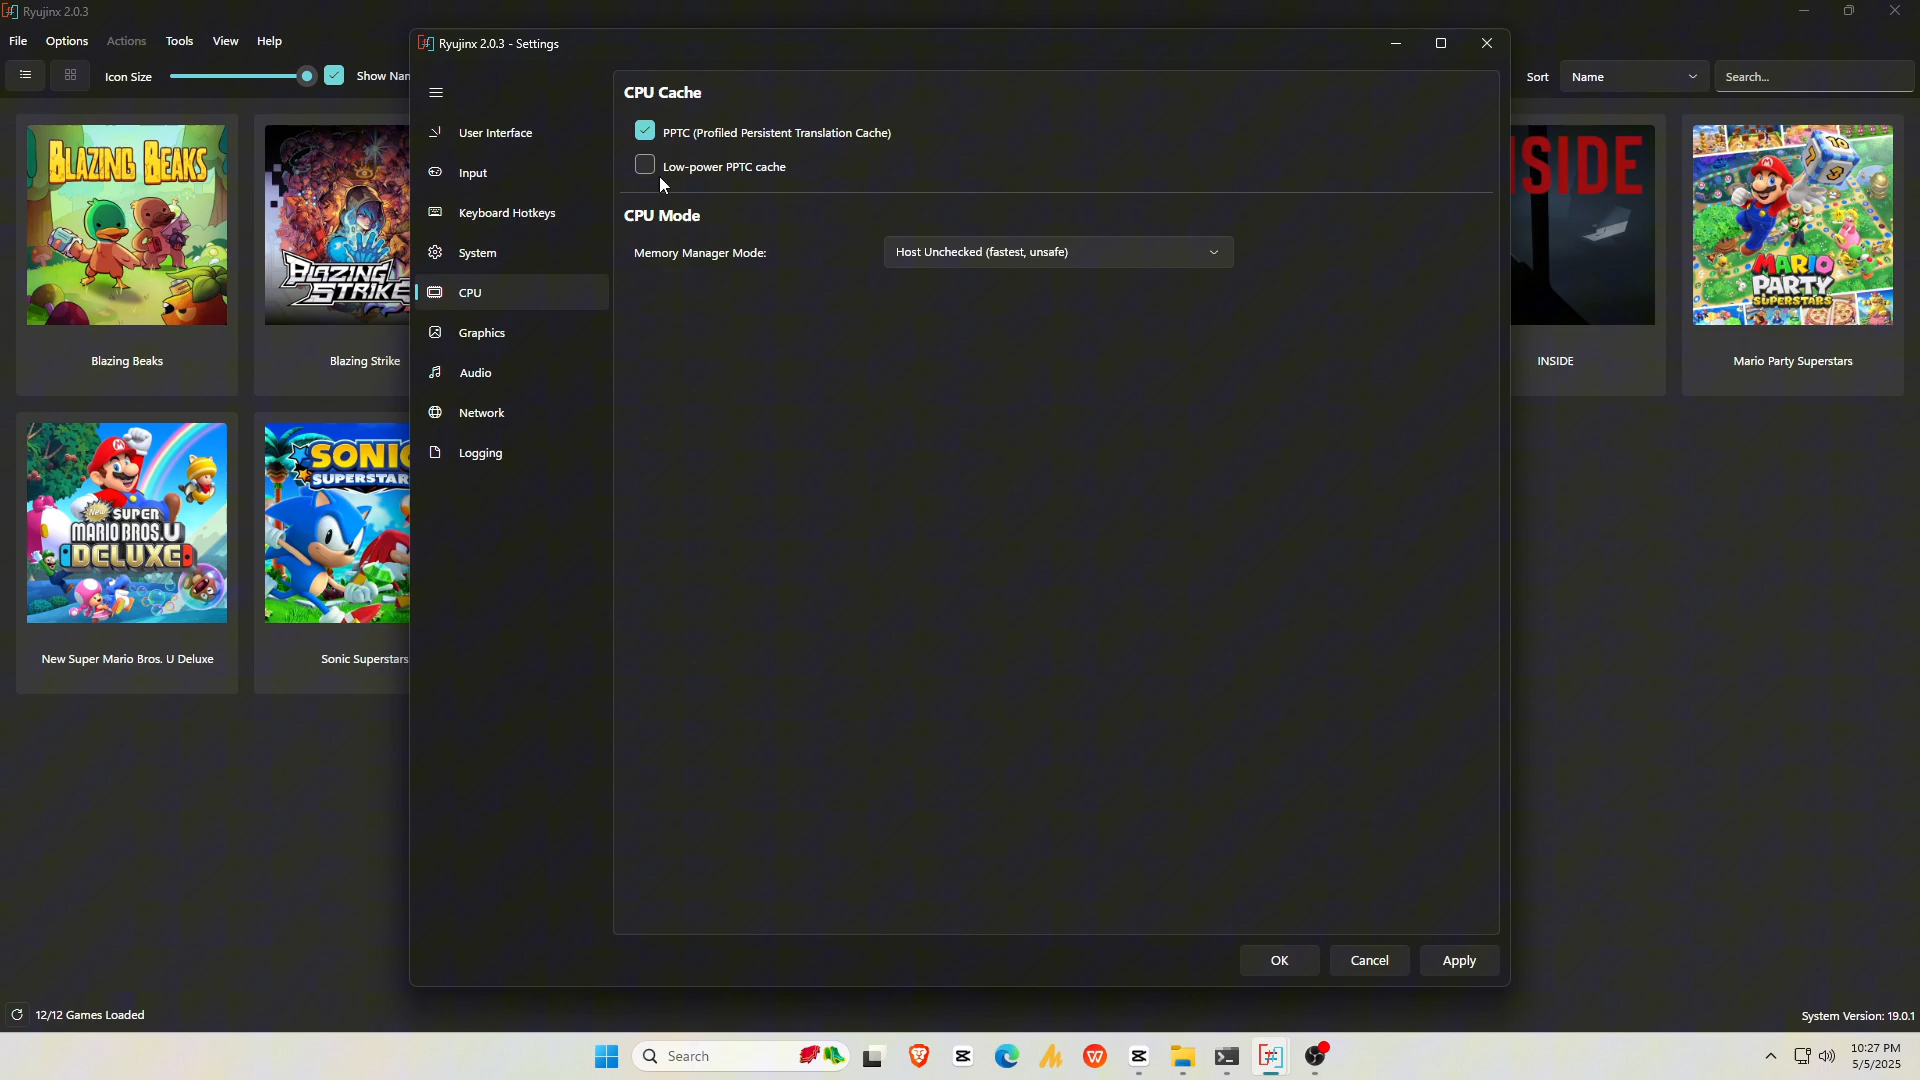 Ryujinx 2.0.3
File Options Actions Tools View Help
Icon Size
Show Nam
Sort Name Search...
Ryujinx 2.0.3 - Settings
User Interface
Input
Keyboard Hotkeys
System
CPU
Graphics
Audio
Network
Logging
CPU Cache
PPTC (Profiled Persistent Translation Cache)
Low-power PPTC cache
CPU Mode
Memory Manager Mode: Host Unchecked (fastest, unsafe)
OK Cancel Apply
BLAZING BEAKS
Blazing Beaks
BLAZING
STRIKE
Blazing Strike
SIDE
INSIDE
MARIO
PARTY
SUPERSTARS
Mario Party Superstars
New SUPER
MARIO BROS. U
DELUXE
New Super Mario Bros. U Deluxe
SONIC
SUPERSTAR
Sonic Superstars
12/12 Games Loaded
System Version: 19.0.1
Search
10:27 PM
5/5/2025